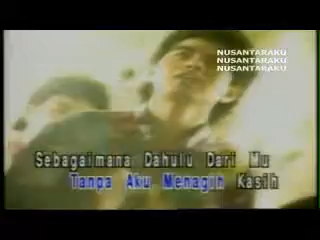 NUSANTARAKU
NUSANTARAKU
NUSANTARAKU
Sebagaimana Dahulu Dari Mu
Tanpa Aku Menagih Kasih